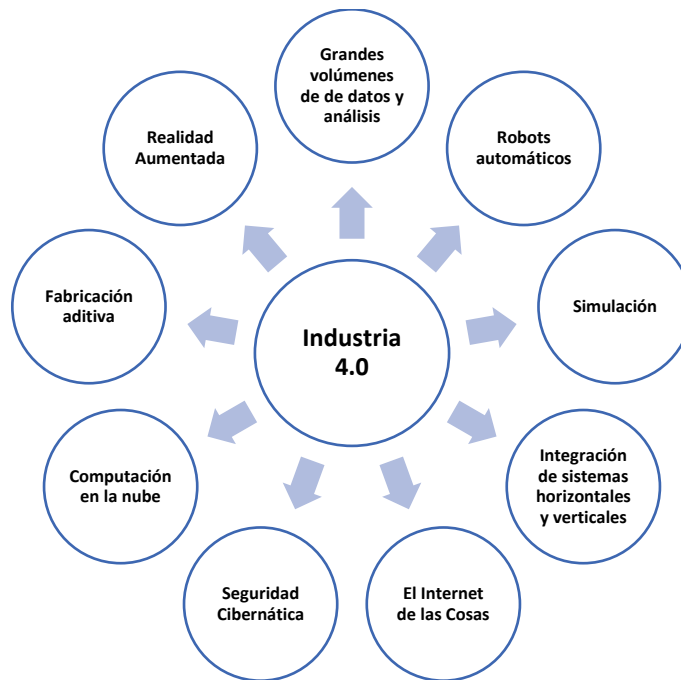 Grandes
volúmenes
de de datos y
análisis
Robots
automáticos
Simulación
Integración
de sistemas
horizontales
y verticales
El Internet
de las Cosas
Seguridad
Cibernática
Computación
en la nube
Fabricación
aditiva
Realidad
Aumentada
Industria
4.0